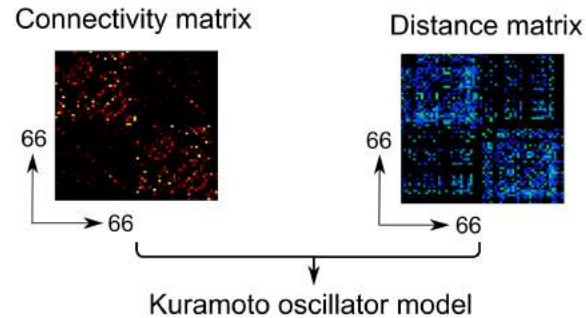 Connectivity matrix
Distance matrix
66
66
66
66
Kuramoto oscillator model